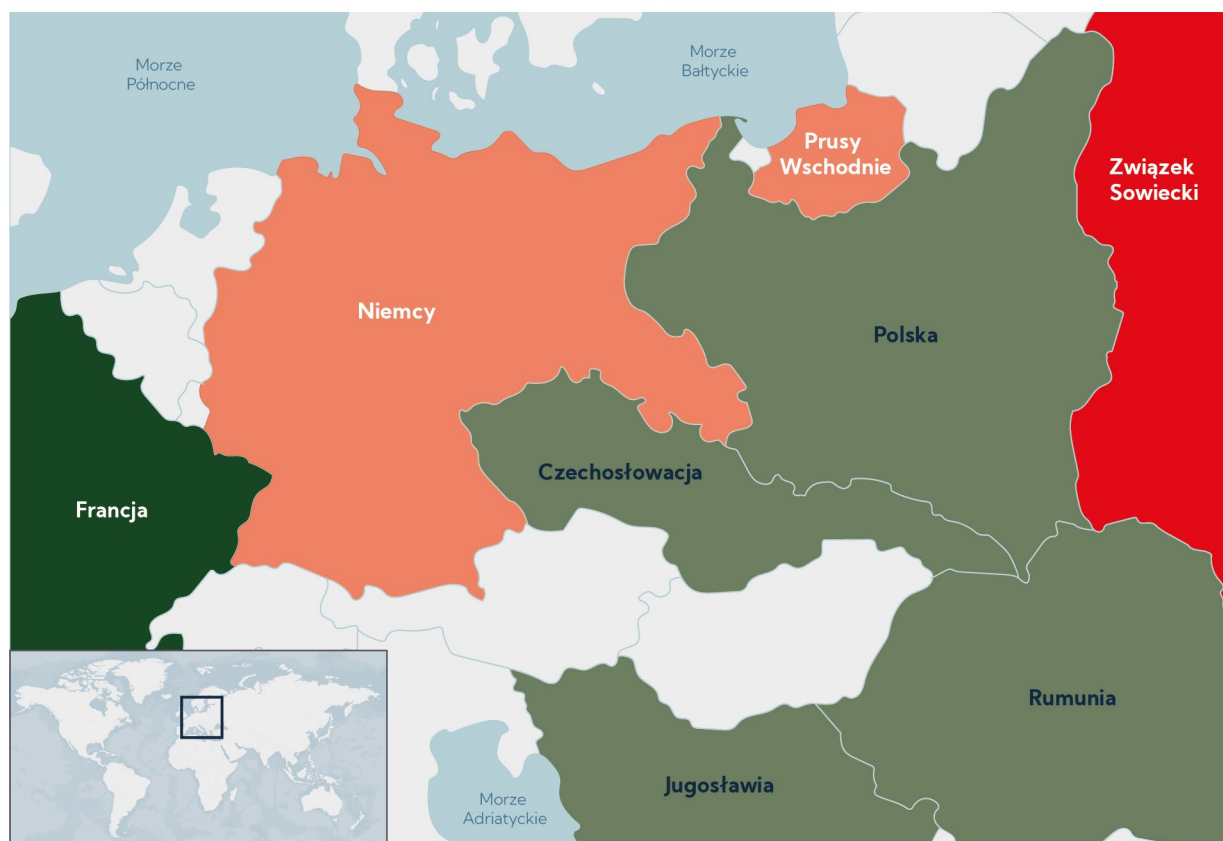 Morze
Północne
Morze
Bałtyckie
Prusy
Wschodnie
Związek
Sowiecki
Niemcy
Polska
Czechosłowacja
Francja
Rumunia
Jugosławia
Morze
Adriatyckie